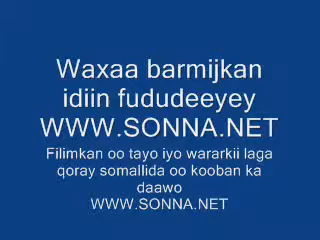 Waxaa barmijkan
idiin fududeeyey
WWW.SONNA.NET
Filimkan oo tayo iyo wararkii laga
qoray somallida oo kooban ka
daawo
WWW.SONNA.NET